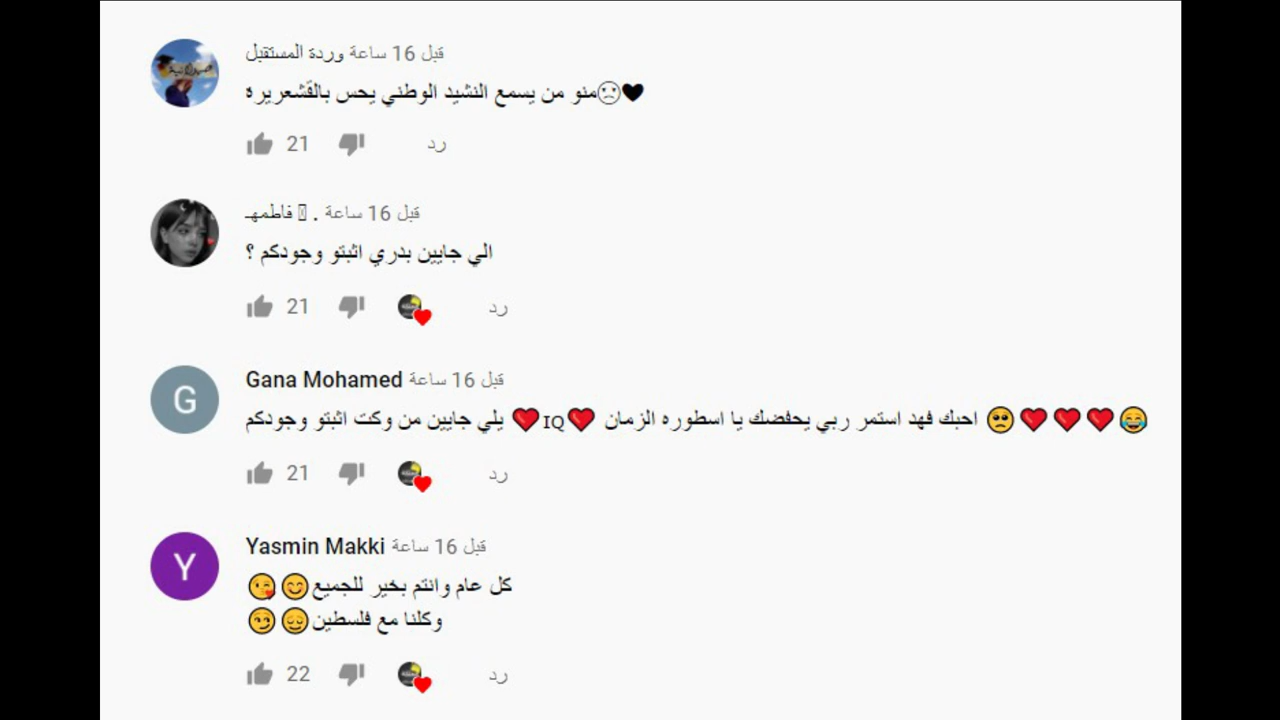 وردة المستقبل قبل 16 ساعة
منو من يسمع النشيد الوطني يحس بالقشعريره☹🖤
21 رد
فاطمهـ . قبل 16 ساعة
الي جايين بدري اثبتو وجودكم ؟
21 رد
Gana Mohamed قبل 16 ساعة
احبك فهد استمر ربي يحفضك يا اسطوره الزمان ❤IQ❤ يلي جايين من وكت اثبتو وجودكم 🥺❤❤❤😂
21 رد
Yasmin Makki قبل 16 ساعة
كل عام وانتم بخير للجميع😊😘
وكلنا مع فلسطين😔😏
22 رد
G
Y